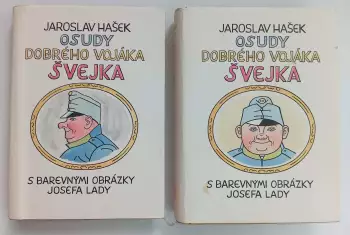 JAROSLAV HAŠEK
OSUDY
DOBRÉHO VOJÁKA
ŠVEJKA
S BAREVNÝMI OBRÁZKY
JOSEFA LADY
JAROSLAV HAŠEK
OSUDY
DOBRÉHO VOJÁKA
ŠVEJKA
S BAREVNÝMI OBRÁZKY
JOSEFA LADY